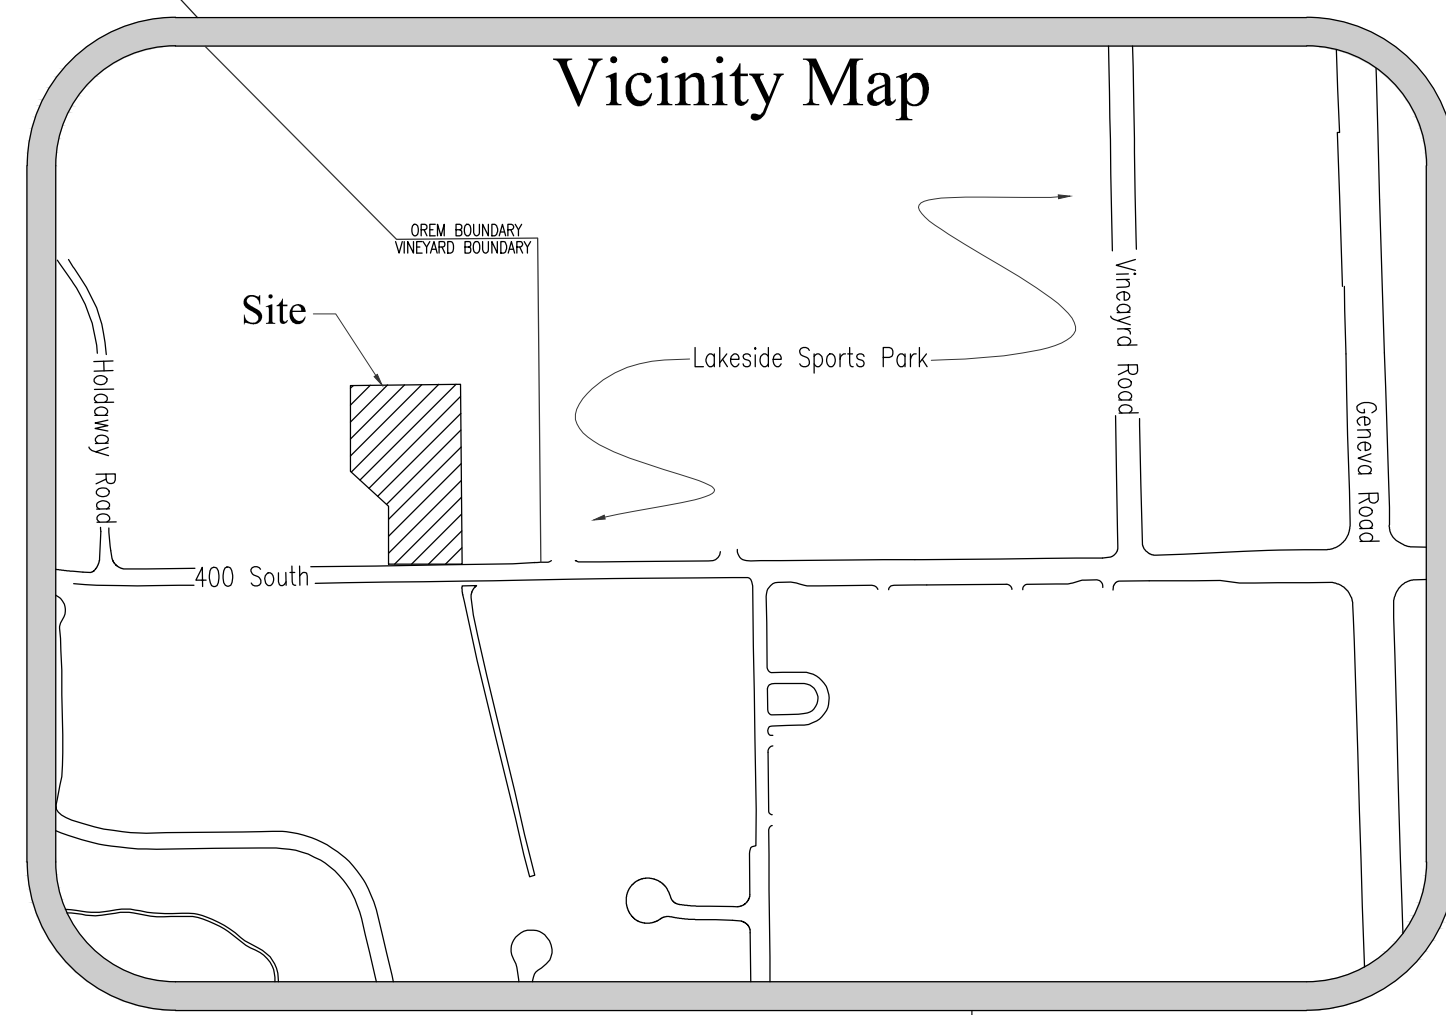 Vicinity Map
OREM BOUNDARY
VINEYARD BOUNDARY
Site
Lakeside Sports Park
Vineayrd Road
Holdaway Road
Geneva Road
400 South